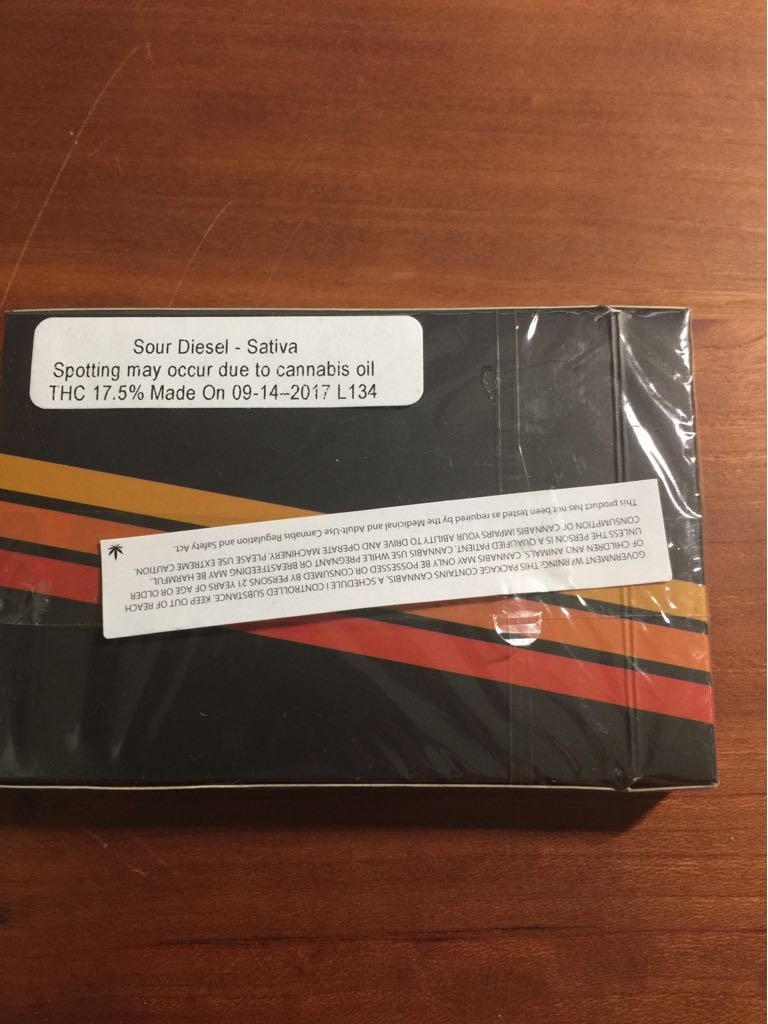 Sour Diesel - Sativa
Spotting may occur due to cannabis oil
THC 17.5% Made On 09-14-2017 L134
GOVERNMENT WARNING: THIS PACKAGE CONTAINS CANNABIS, A SCHEDULE I CONTROLLED SUBSTANCE. KEEP OUT OF REACH
OF CHILDREN AND ANIMALS. CANNABIS MAY ONLY BE POSSESSED OR CONSUMED BY PERSONS 21 YEARS OF AGE OR OLDER
UNLESS THE PERSON IS A QUALIFIED PATIENT. CANNABIS USE WHILE PREGNANT OR BREASTFEEDING MAY BE HARMFUL.
CONSUMPTION OF CANNABIS IMPAIRS YOUR ABILITY TO DRIVE AND OPERATE MACHINERY. PLEASE USE EXTREME CAUTION.
This product has not been tested as required by the Medicinal and Adult-Use Cannabis Regulation and Safety Act.